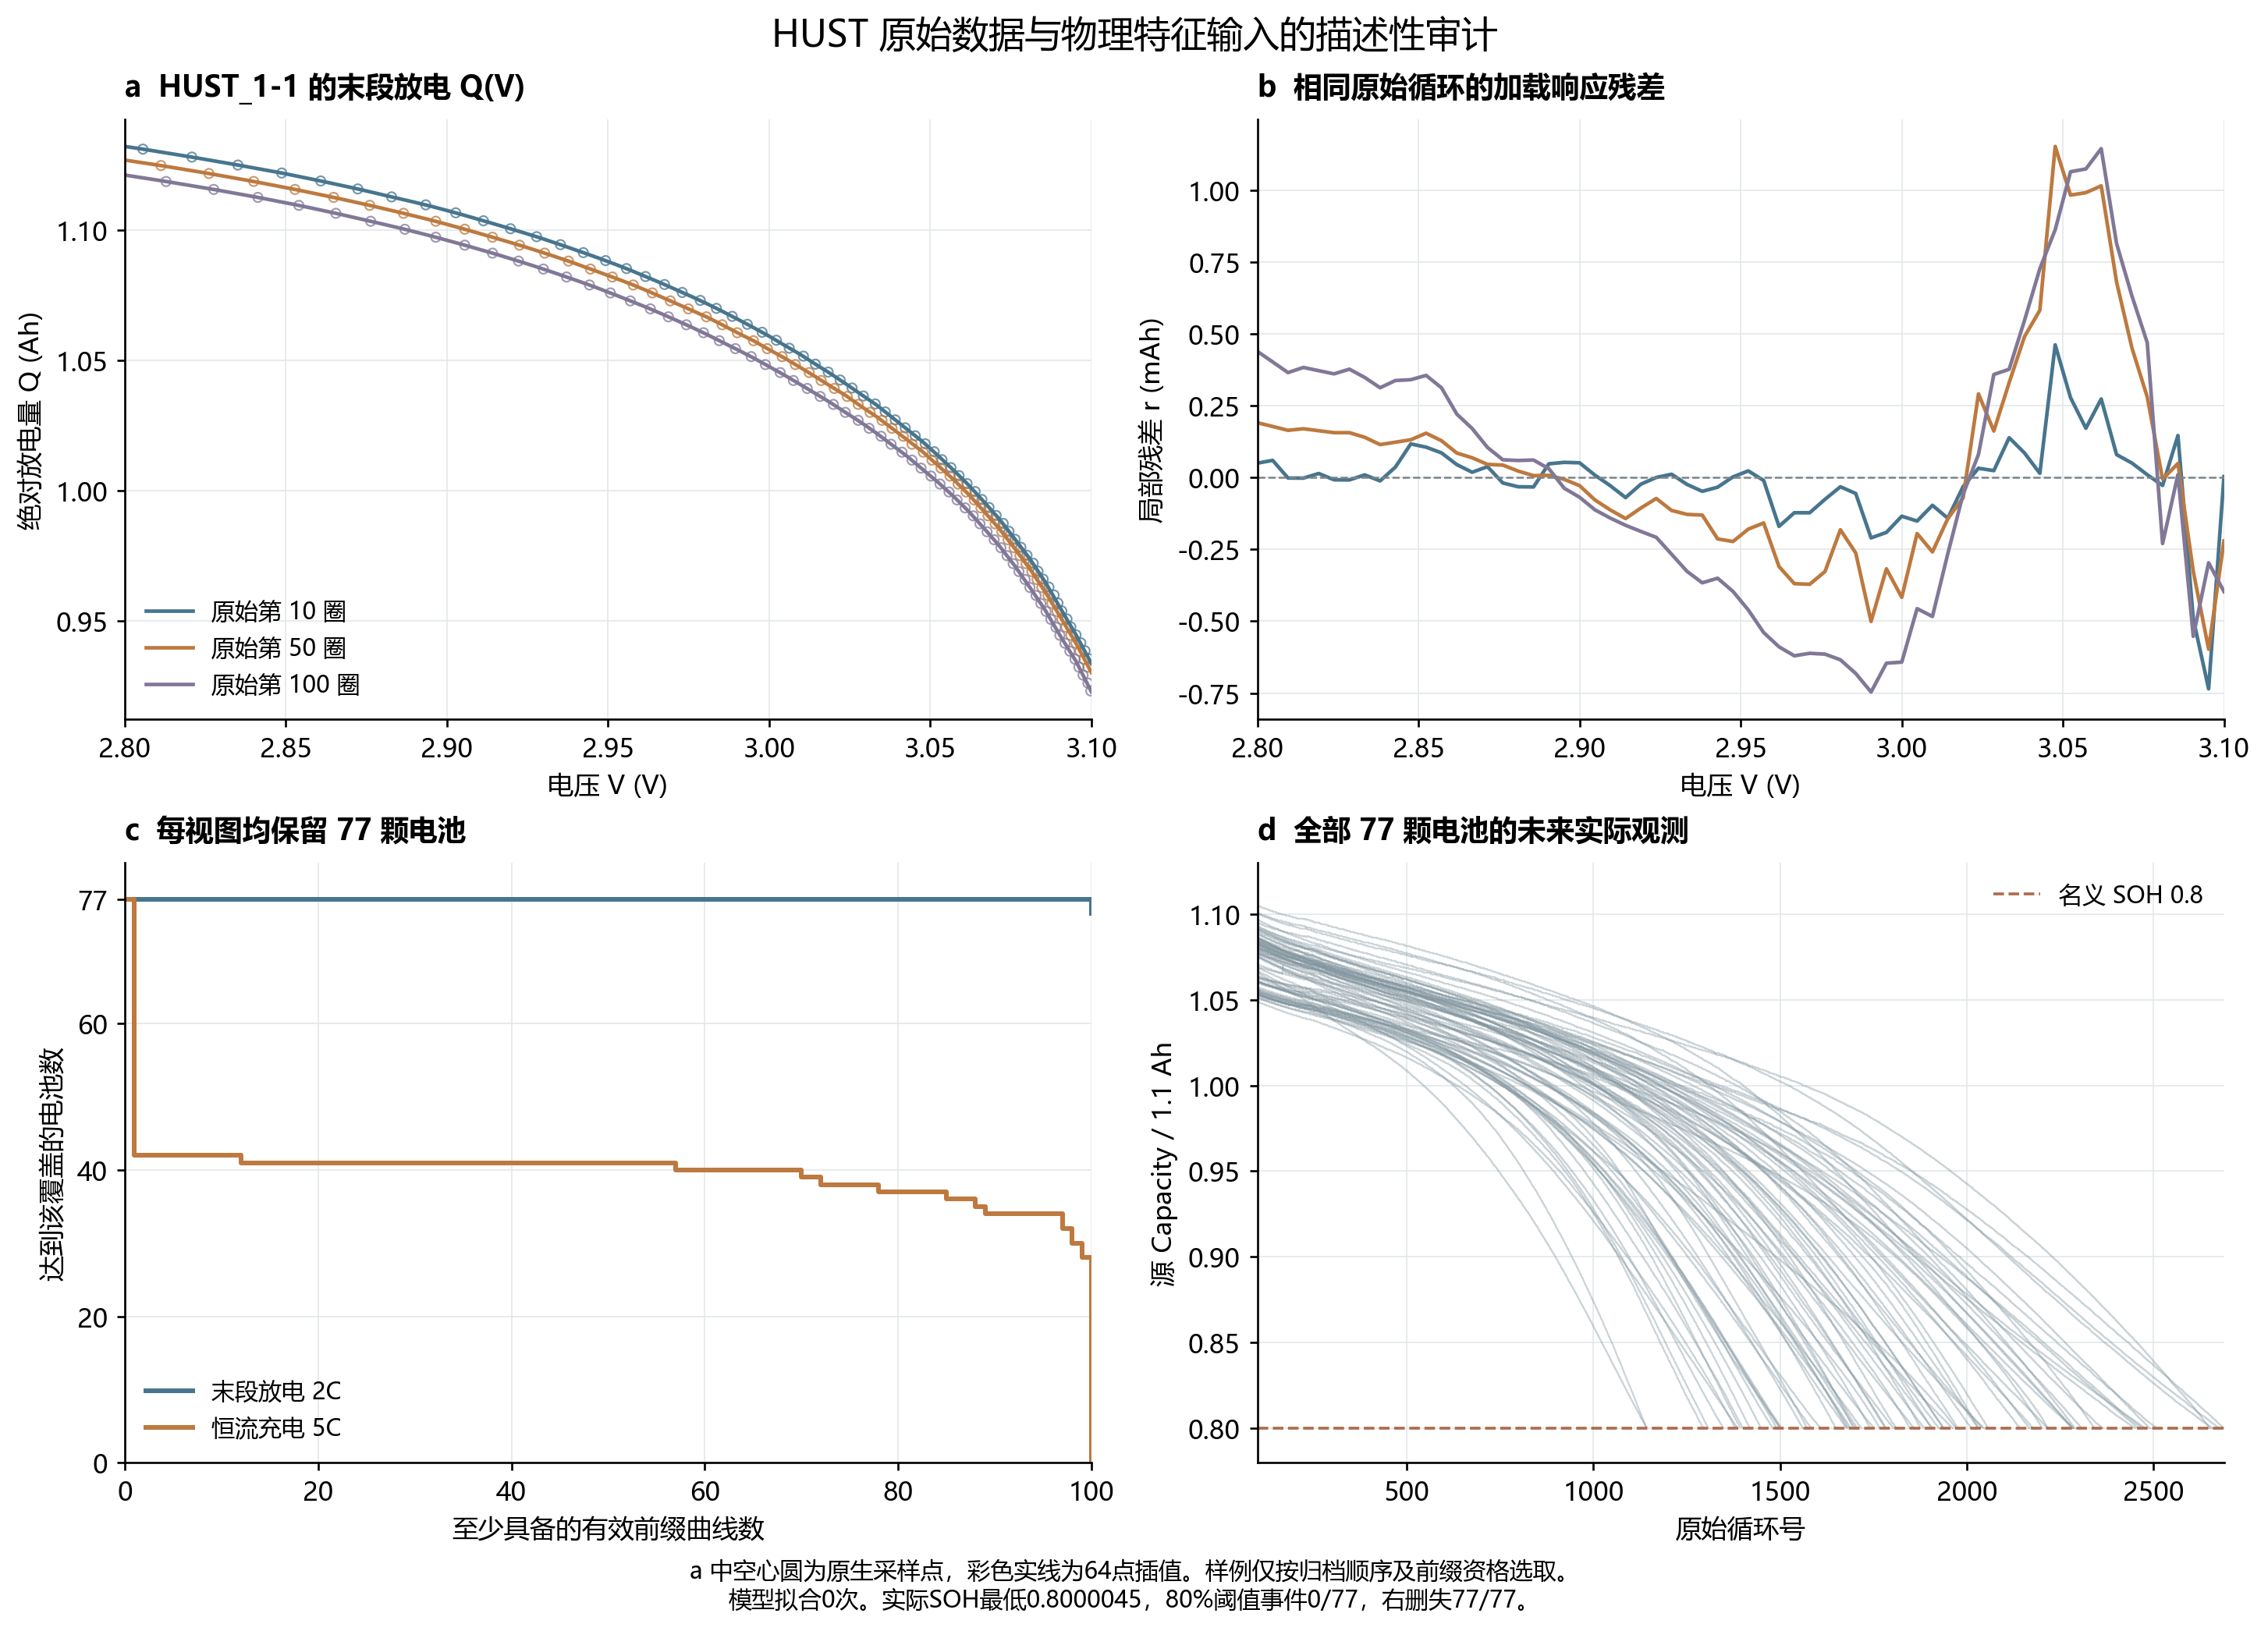 HUST 原始数据与物理特征输入的描述性审计
a HUST_1-1 的末段放电 Q(V)
绝对放电量 Q (Ah)
1.10
1.05
1.00
0.95
原始第 10 圈
原始第 50 圈
原始第 100 圈
2.80 2.85 2.90 2.95 3.00 3.05 3.10
电压 V (V)
b 相同原始循环的加载响应残差
局部残差 r (mAh)
1.00
0.75
0.50
0.25
0.00
-0.25
-0.50
-0.75
2.80 2.85 2.90 2.95 3.00 3.05 3.10
电压 V (V)
c 每视图均保留 77 颗电池
达到该覆盖的电池数
77
60
40
20
0
末段放电 2C
恒流充电 5C
0 20 40 60 80 100
至少具备的有效前缀曲线数
d 全部 77 颗电池的未来实际观测
源 Capacity / 1.1 Ah
名义 SOH 0.8
1.10
1.05
1.00
0.95
0.90
0.85
0.80
500 1000 1500 2000 2500
原始循环号
a 中空心圆为原生采样点，彩色实线为64点插值。样例仅按归档顺序及前缀资格选取。
模型拟合0次。实际SOH最低0.8000045，80%阈值事件0/77，右删失77/77。